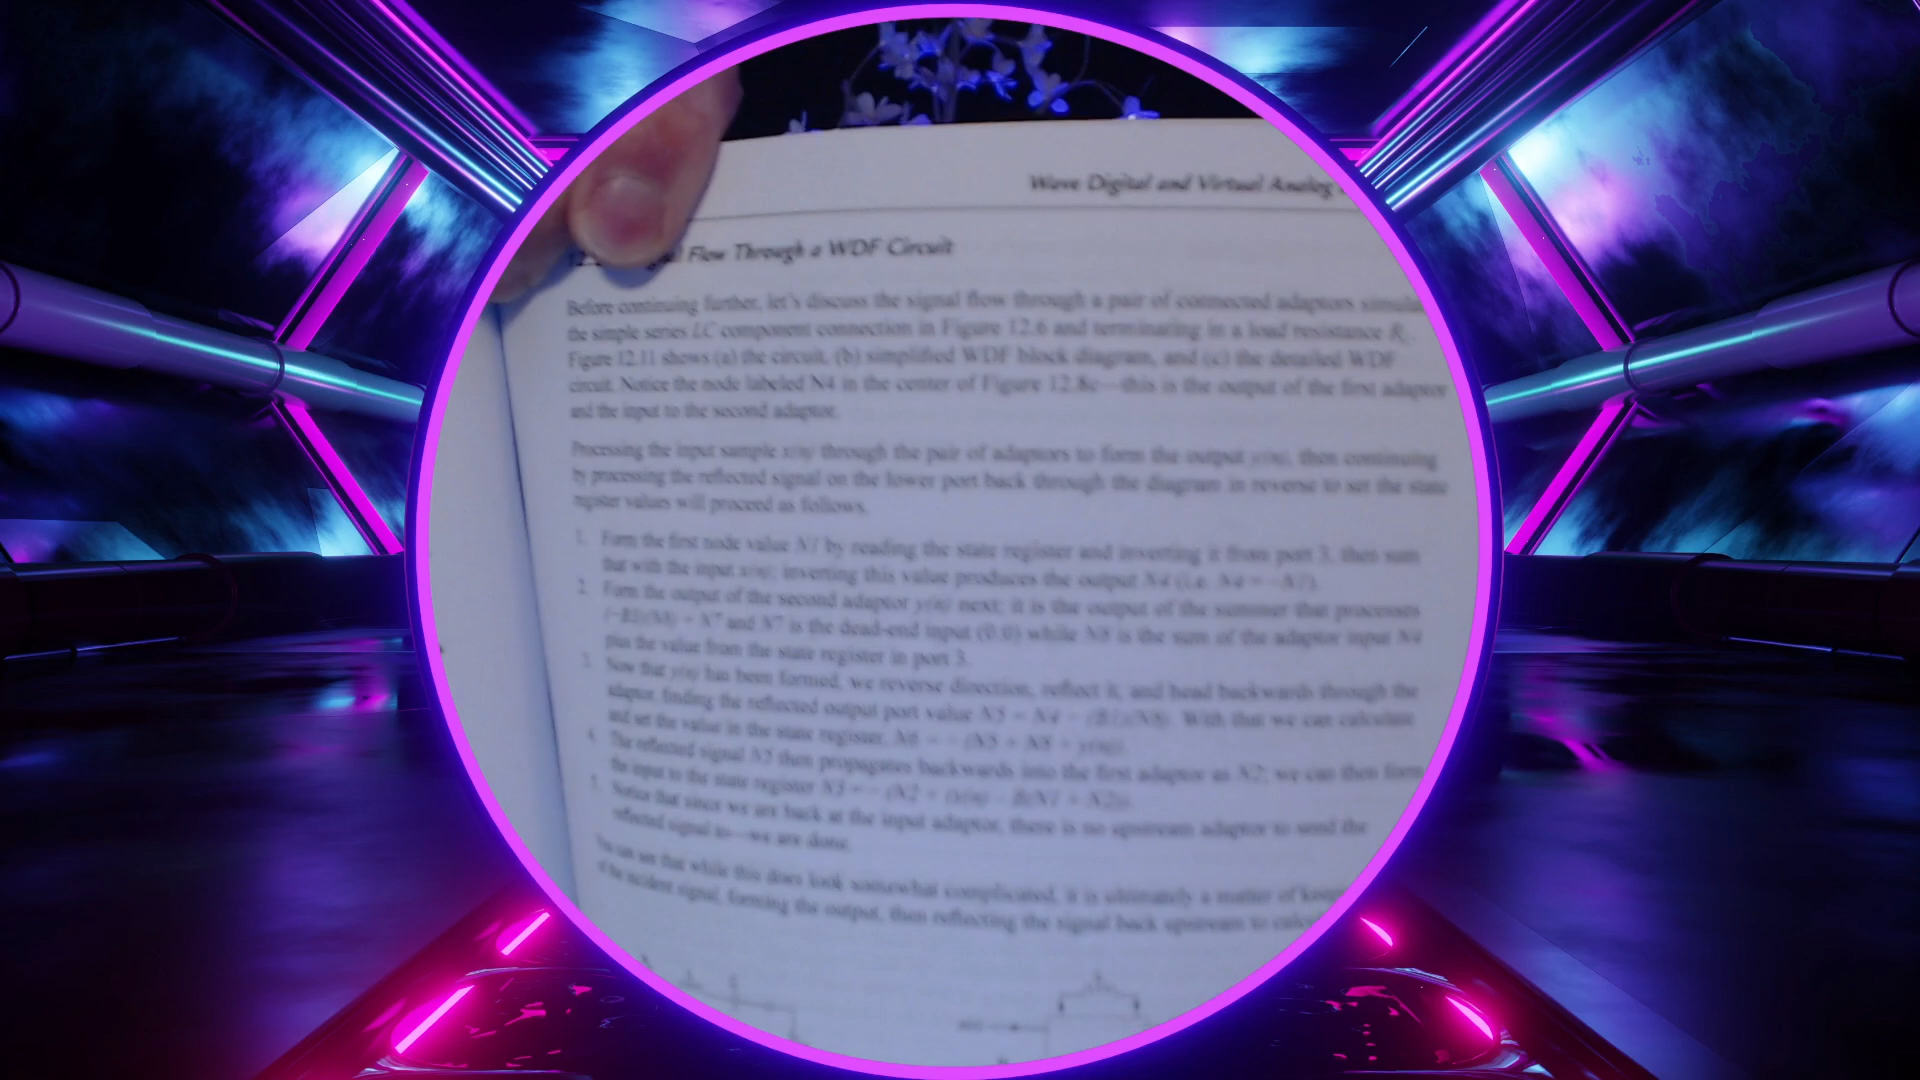 Wave Digital and Virtual Analog
Flow Through a WDF Circuit
Before continuing further, let's discuss the signal flow through a pair of connected adaptors
the simple series LC component connection in Figure 12.6 and terminating in a load resistance R
Figure 12.11 shows (a) the circuit, (b) simplified WDF block diagram, and (c) the detailed WDF
circuit. Notice the node labeled N4 in the center of Figure 12.8c—this is the output of the first adaptor
and the input to the second adaptor.
Processing the input sample x(n) through the pair of adaptors to form the output y(n), then continuing
by processing the reflected signal on the lower port back through the diagram in reverse to set the state
register values will proceed as follows.
1. Form the first node value N1 by reading the state register and inverting it from port 3, then sum
that with the input x(n); inverting this value produces the output N4 (i.e. N4 = −N1).
2. Form the output of the second adaptor y(n) next; it is the output of the summer that processes
and N7 is the dead-end input (0.0) while N8 is the sum of the adaptor input N4
plus the value from the state register in port 3.
3. Now that y(n) has been formed, we reverse direction, reflect it, and head backwards through the
adaptor, finding the reflected output port value N5 = N4 − With that we can calculate
and set the value in the state register, N6 = −(N5 + N8 + y(n)).
4. The reflected signal N5 then propagates backwards into the first adaptor as N2; we can then form
the input to the state register N3 =
5. Notice that since we are back at the input adaptor, there is no upstream adaptor to send the
reflected signal to—we are done.
You can see that while this does look somewhat complicated, it is ultimately a matter of
of the incident signal, forming the output, then reflecting the signal back upstream to